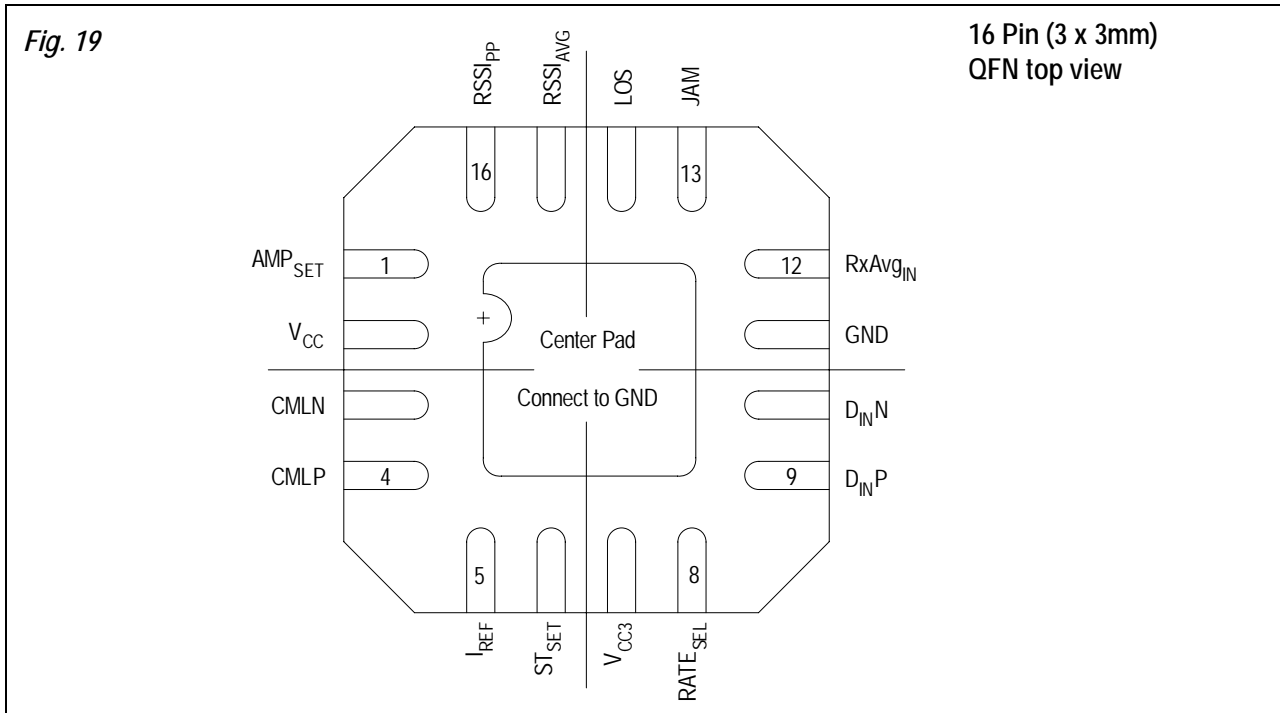 Fig. 19
16 Pin (3 x 3mm)
QFN top view
RSSIPP
RSSIAVG
LOS
JAM
16
13
AMPSET
1
12
RxAvgIN
VCC
GND
Center Pad
Connect to GND
CMLN
DINN
CMLP
4
9
DINP
5
8
IREF
STSET
VCC3
RATESEL